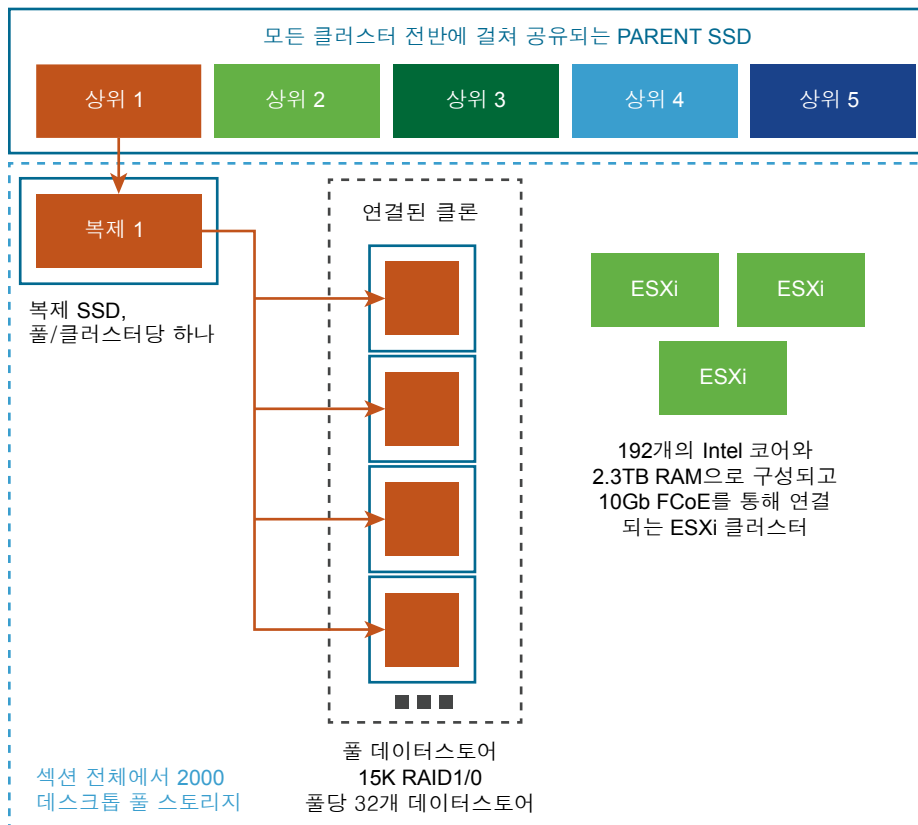 모든 클러스터 전반에 걸쳐 공유되는 PARENT SSD
상위 1
상위 2
상위 3
상위 4
상위 5
복제 1
복제 SSD,
풀/클러스터당 하나
연결된 클론
ESXi
ESXi
ESXi
192개의 Intel 코어와
2.3TB RAM으로 구성되고
10Gb FCoE를 통해 연결
되는 ESXi 클러스터
풀 데이터스토어
15K RAID1/0
풀당 32개 데이터스토어
섹션 전체에서 2000
데스크톱 풀 스토리지